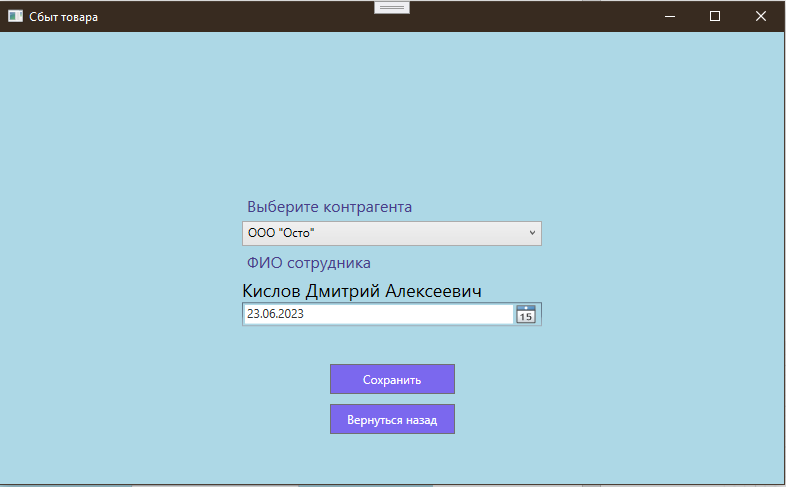 Сбыт товара
Выберите контрагента
ООО "Осто"
ФИО сотрудника
Кислов Дмитрий Алексеевич
23.06.2023
15
Сохранить
Вернуться назад